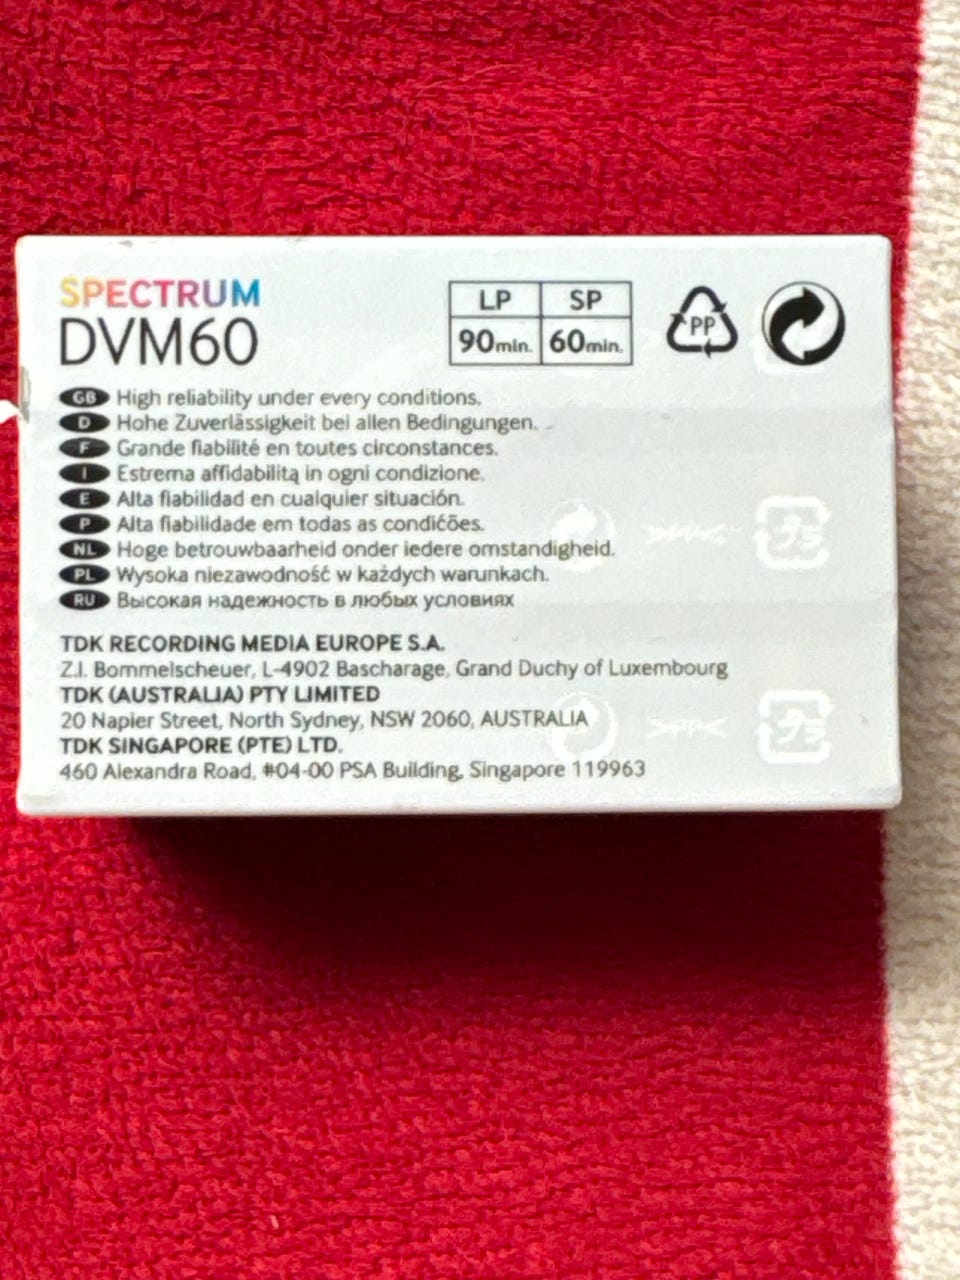 SPECTRUM
DVM60
LP SP
90min. 60min.
PP
GB High reliability under every conditions.
D Hohe Zuverlässigkeit bei allen Bedingungen.
F Grande fiabilité en toutes circonstances.
I Estrema affidabilitą in ogni condizione.
E Alta fiabilidad en cualquier situación.
P Alta fiabilidade em todas as condićões.
NL Hoge betrouwbaarheid onder iedere omstandigheid.
PL Wysoka niezawodność w każdych warunkach.
RU Высокая надежность в любых условиях
プラ
TDK RECORDING MEDIA EUROPE S.A.
Z.I. Bommelscheuer, L-4902 Bascharage, Grand Duchy of Luxembourg
TDK (AUSTRALIA) PTY LIMITED
20 Napier Street, North Sydney, NSW 2060, AUSTRALIA
TDK SINGAPORE (PTE) LTD.
460 Alexandra Road, #04-00 PSA Building, Singapore 119963
プラ